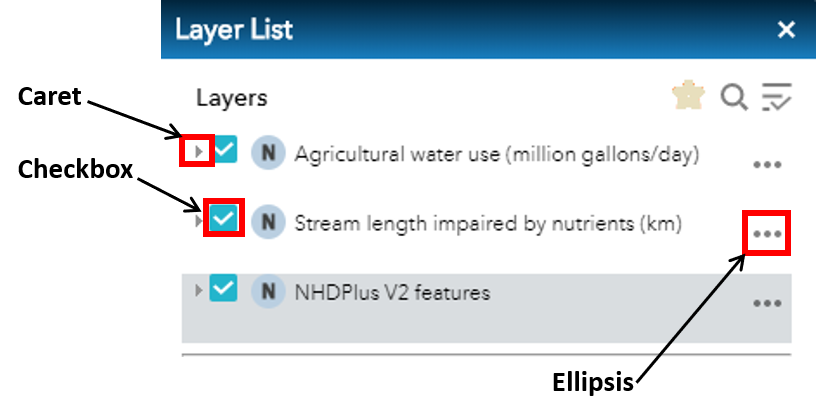 Layer List
Layers
Caret
N Agricultural water use (million gallons/day)
Checkbox
N Stream length impaired by nutrients (km)
N NHDPlus V2 features
Ellipsis